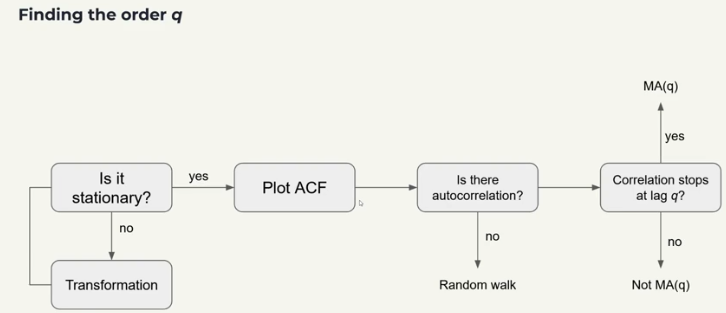 Finding the order q
MA(q)
yes
Is it
stationary?
yes
Plot ACF
Is there
autocorrelation?
Correlation stops
at lag q?
no
no
no
Transformation
Random walk
Not MA(q)